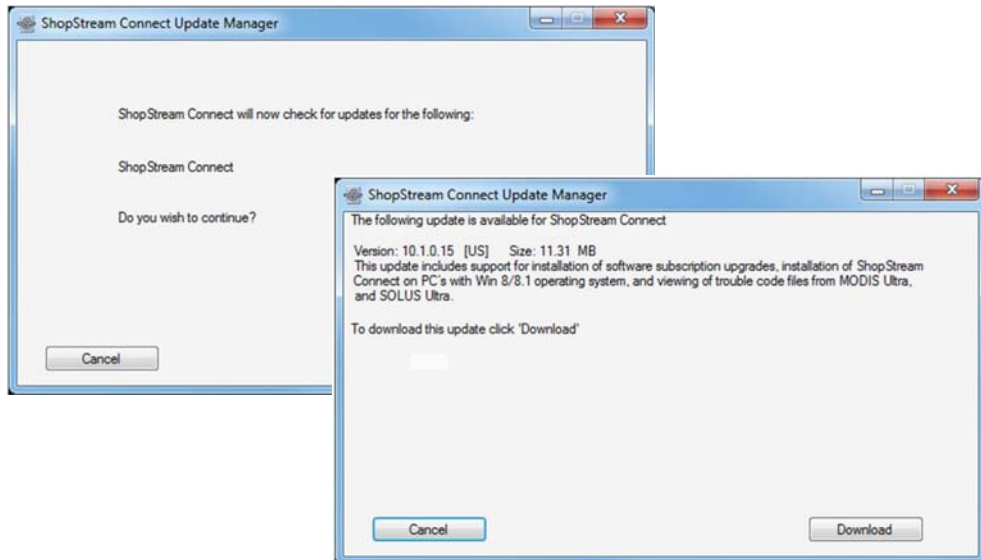 ShopStream Connect Update Manager
ShopStream Connect will now check for updates for the following:
ShopStream Connect
Do you wish to continue?
Cancel
ShopStream Connect Update Manager
The following update is available for ShopStream Connect
Version: 10.1.0.15 [US] Size: 11.31 MB
This update includes support for installation of software subscription upgrades, installation of ShopStream
Connect on PC's with Win 8/8.1 operating system, and viewing of trouble code files from MODIS Ultra,
and SOLUS Ultra.
To download this update click 'Download'
Cancel
Download